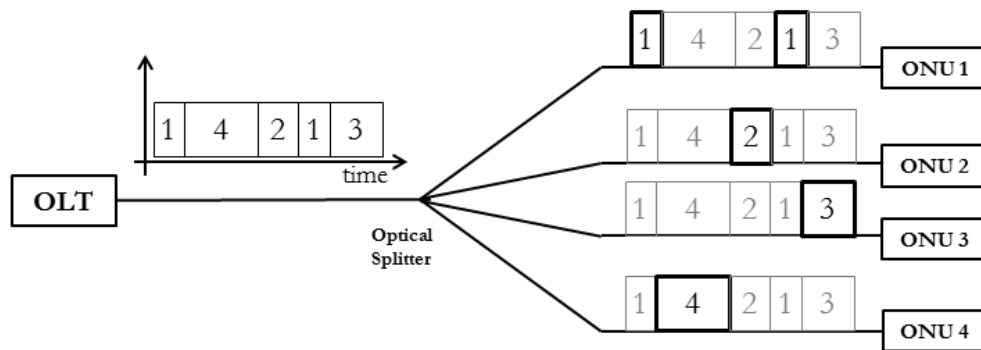 1 4 2 1 3
time
OLT
Optical
Splitter
1 4 2 1 3
ONU 1
1 4 2 1 3
ONU 2
1 4 2 1 3
ONU 3
1 4 2 1 3
ONU 4